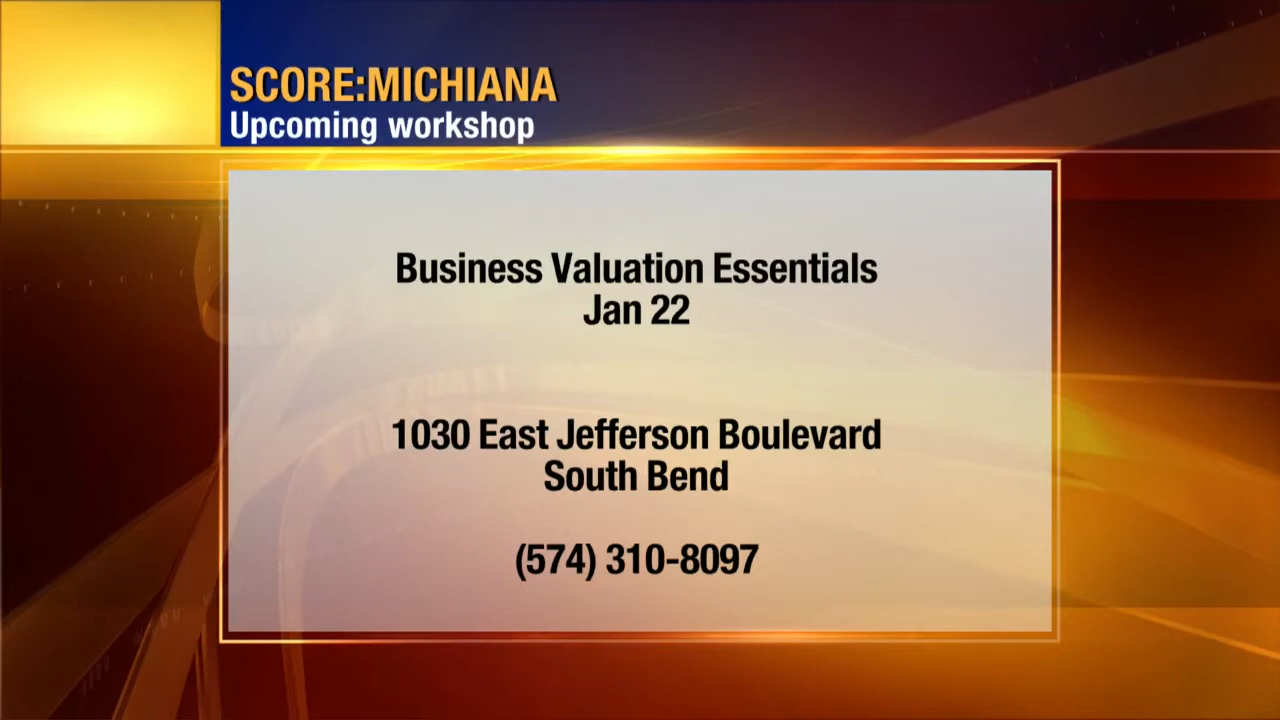 SCORE:MICHIANA
Upcoming workshop
Business Valuation Essentials
Jan 22
1030 East Jefferson Boulevard
South Bend
(574) 310-8097